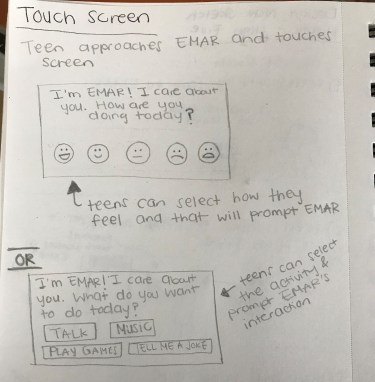 Touch Screen
Teen approaches EMAR and touches
screen
I'm EMAR! I care about
you. How are you
doing today?
teens can select how they
feel and that will prompt EMAR
OR
I'm EMAR! I care about
you. What do you want
to do today?
TALK MUSIC
PLAY GAMES TELL ME A JOKE
teens can select
the activity &
prompt EMAR's
interaction